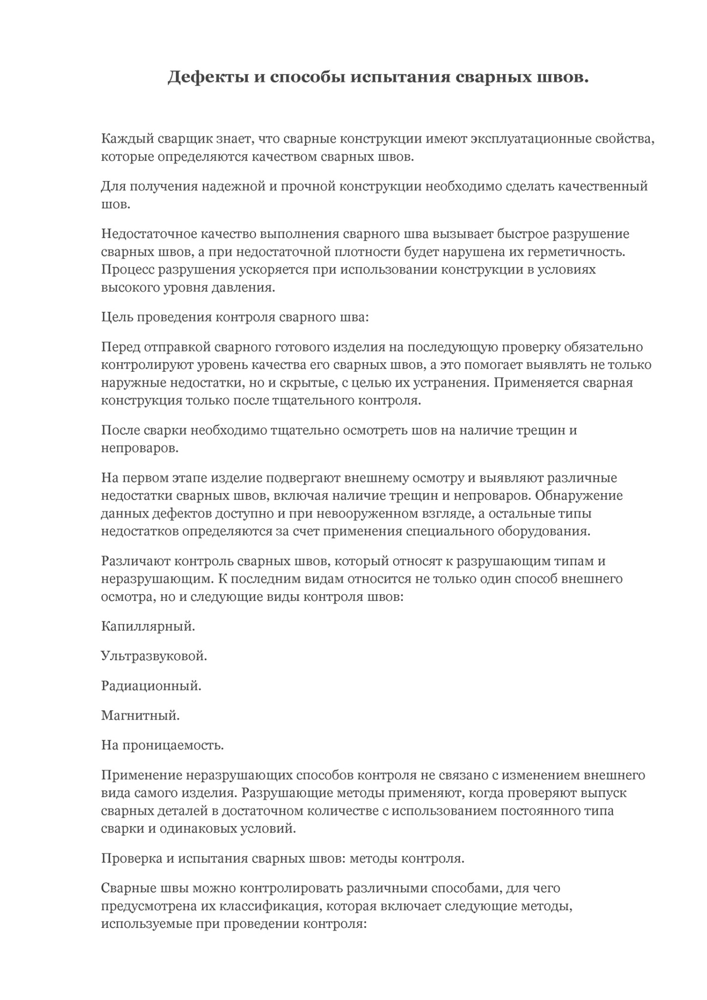 Дефекты и способы испытания сварных швов.
Каждый сварщик знает, что сварные конструкции имеют эксплуатационные свойства,
которые определяются качеством сварных швов.
Для получения надежной и прочной конструкции необходимо сделать качественный
шов.
Недостаточное качество выполнения сварного шва вызывает быстрое разрушение
сварных швов, а при недостаточной плотности будет нарушена их герметичность.
Процесс разрушения ускоряется при использовании конструкции в условиях
высокого уровня давления.
Цель проведения контроля сварного шва:
Перед отправкой сварного готового изделия на последующую проверку обязательно
контролируют уровень качества его сварных швов, а это помогает выявлять не только
наружные недостатки, но и скрытые, с целью их устранения. Применяется сварная
конструкция только после тщательного контроля.
После сварки необходимо тщательно осмотреть шов на наличие трещин и
непроваров.
На первом этапе изделие подвергают внешнему осмотру и выявляют различные
недостатки сварных швов, включая наличие трещин и непроваров. Обнаружение
данных дефектов доступно и при невооруженном взгляде, а остальные типы
недостатков определяются за счет применения специального оборудования.
Различают контроль сварных швов, который относят к разрушающим типам и
неразрушающим. К последним видам относится не только один способ внешнего
осмотра, но и следующие виды контроля швов:
Капиллярный.
Ультразвуковой.
Радиационный.
Магнитный.
На проницаемость.
Применение неразрушающих способов контроля не связано с изменением внешнего
вида самого изделия. Разрушающие методы применяют, когда проверяют выпуск
сварных деталей в достаточном количестве с использованием постоянного типа
сварки и одинаковых условий.
Проверка и испытания сварных швов: методы контроля.
Сварные швы можно контролировать различными способами, для чего
предусмотрена их классификация, которая включает следующие методы,
используемые при проведении контроля: